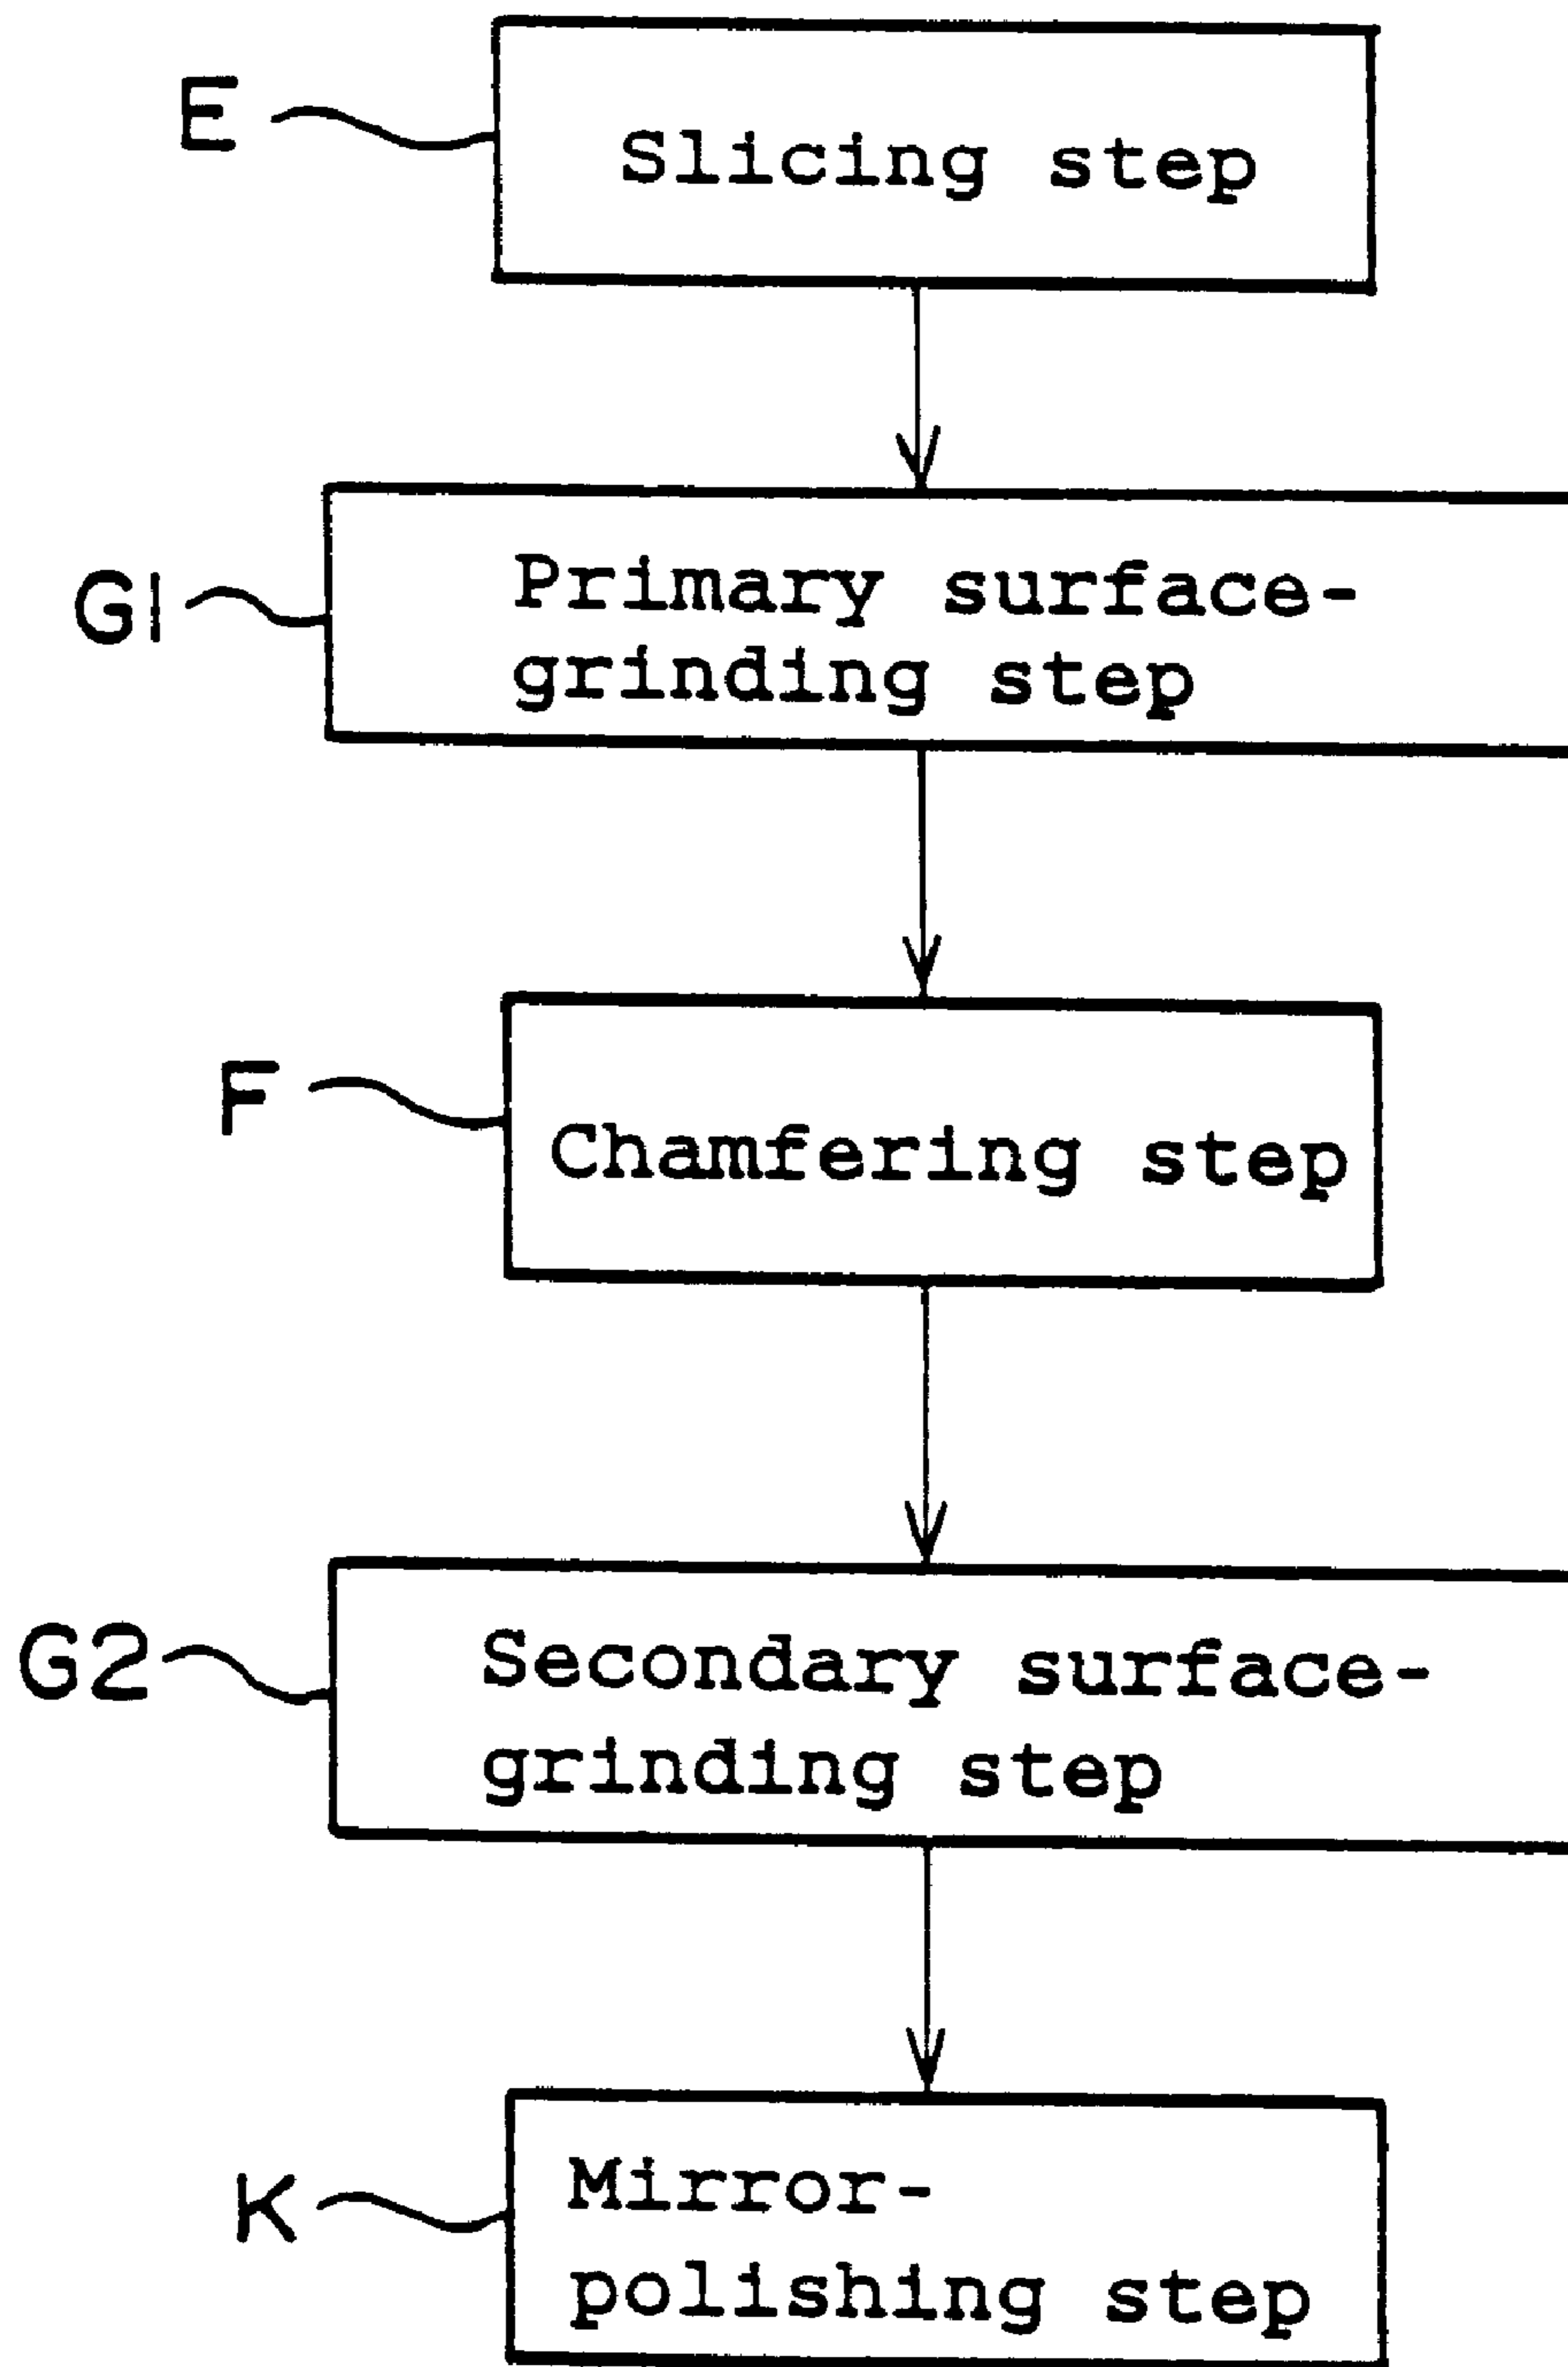 E
Slicing step
G1
Primary surface-
grinding step
F
Chamfering step
G2
Secondary surface-
grinding step
K
Mirror-
polishing step